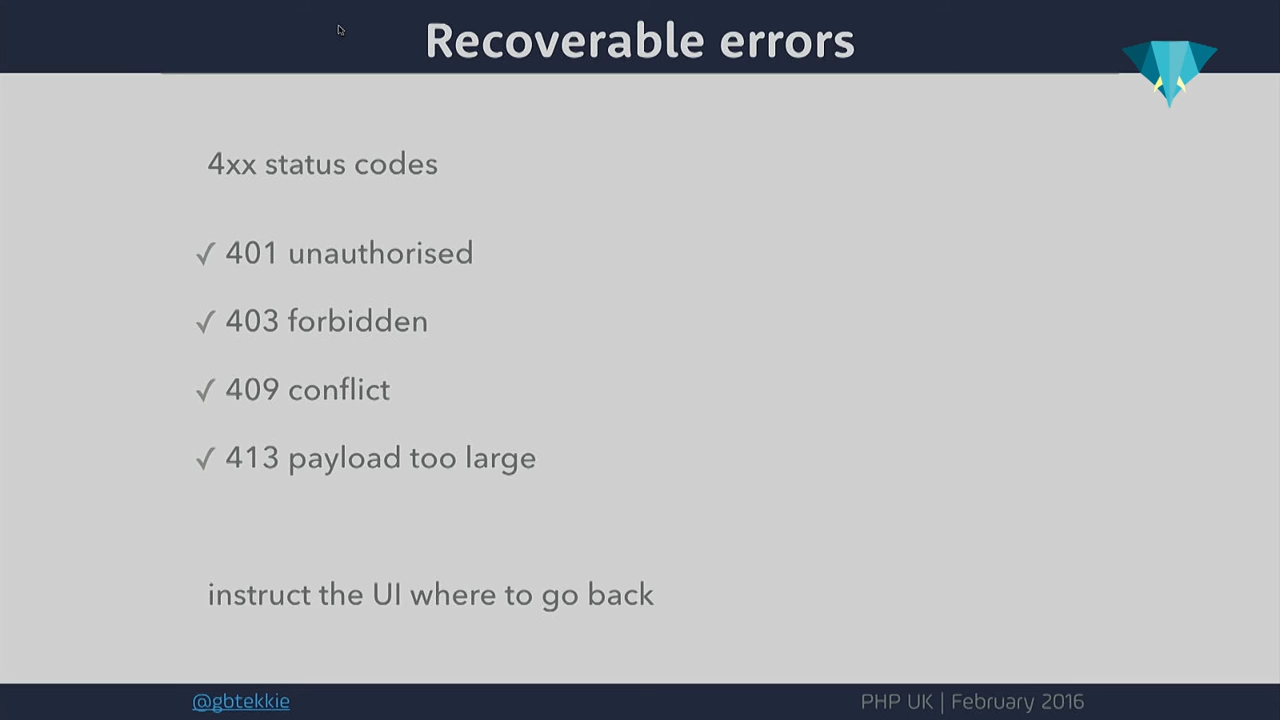 Recoverable errors
4xx status codes
✓ 401 unauthorised
✓ 403 forbidden
✓ 409 conflict
✓ 413 payload too large
instruct the UI where to go back
@gbtekkie
PHP UK | February 2016